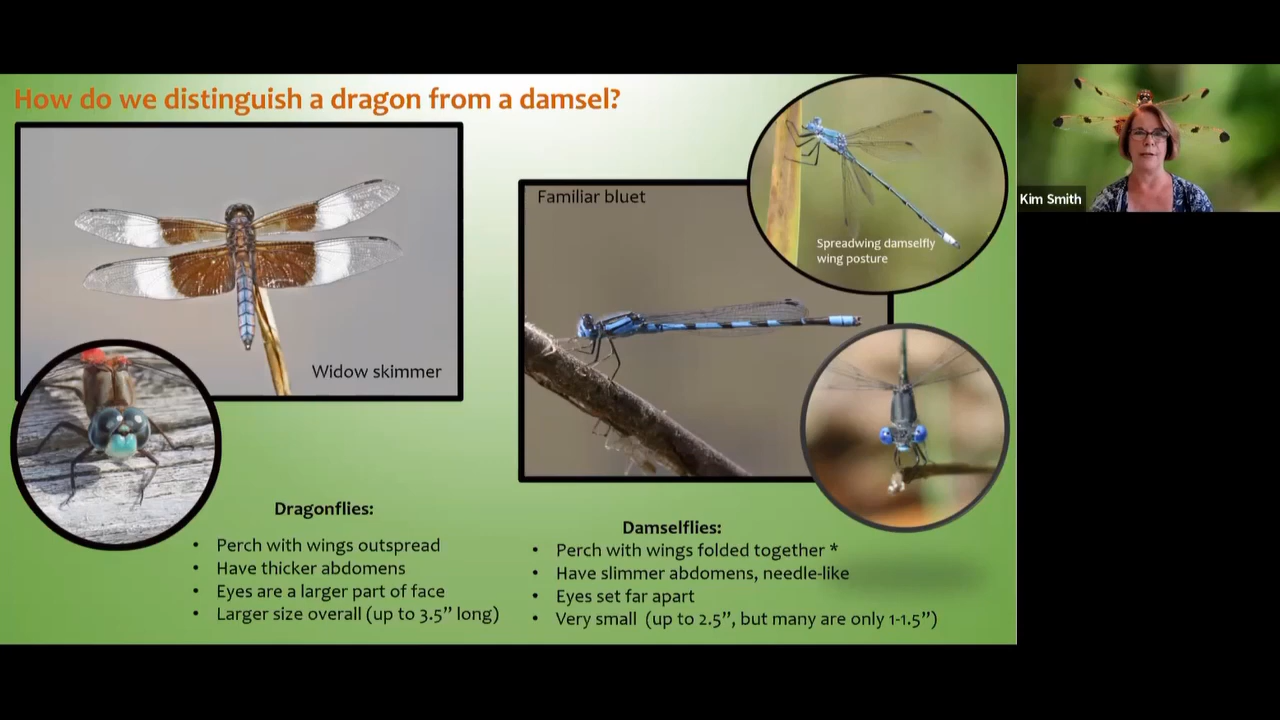 How do we distinguish a dragon from a damsel?
Widow skimmer
Familiar bluet
Spreadwing damselfly
wing posture
Kim Smith
Dragonflies:
• Perch with wings outspread
• Have thicker abdomens
• Eyes are a larger part of face
• Larger size overall (up to 3.5” long)
Damselflies:
• Perch with wings folded together *
• Have slimmer abdomens, needle-like
• Eyes set far apart
• Very small (up to 2.5”, but many are only 1-1.5”)